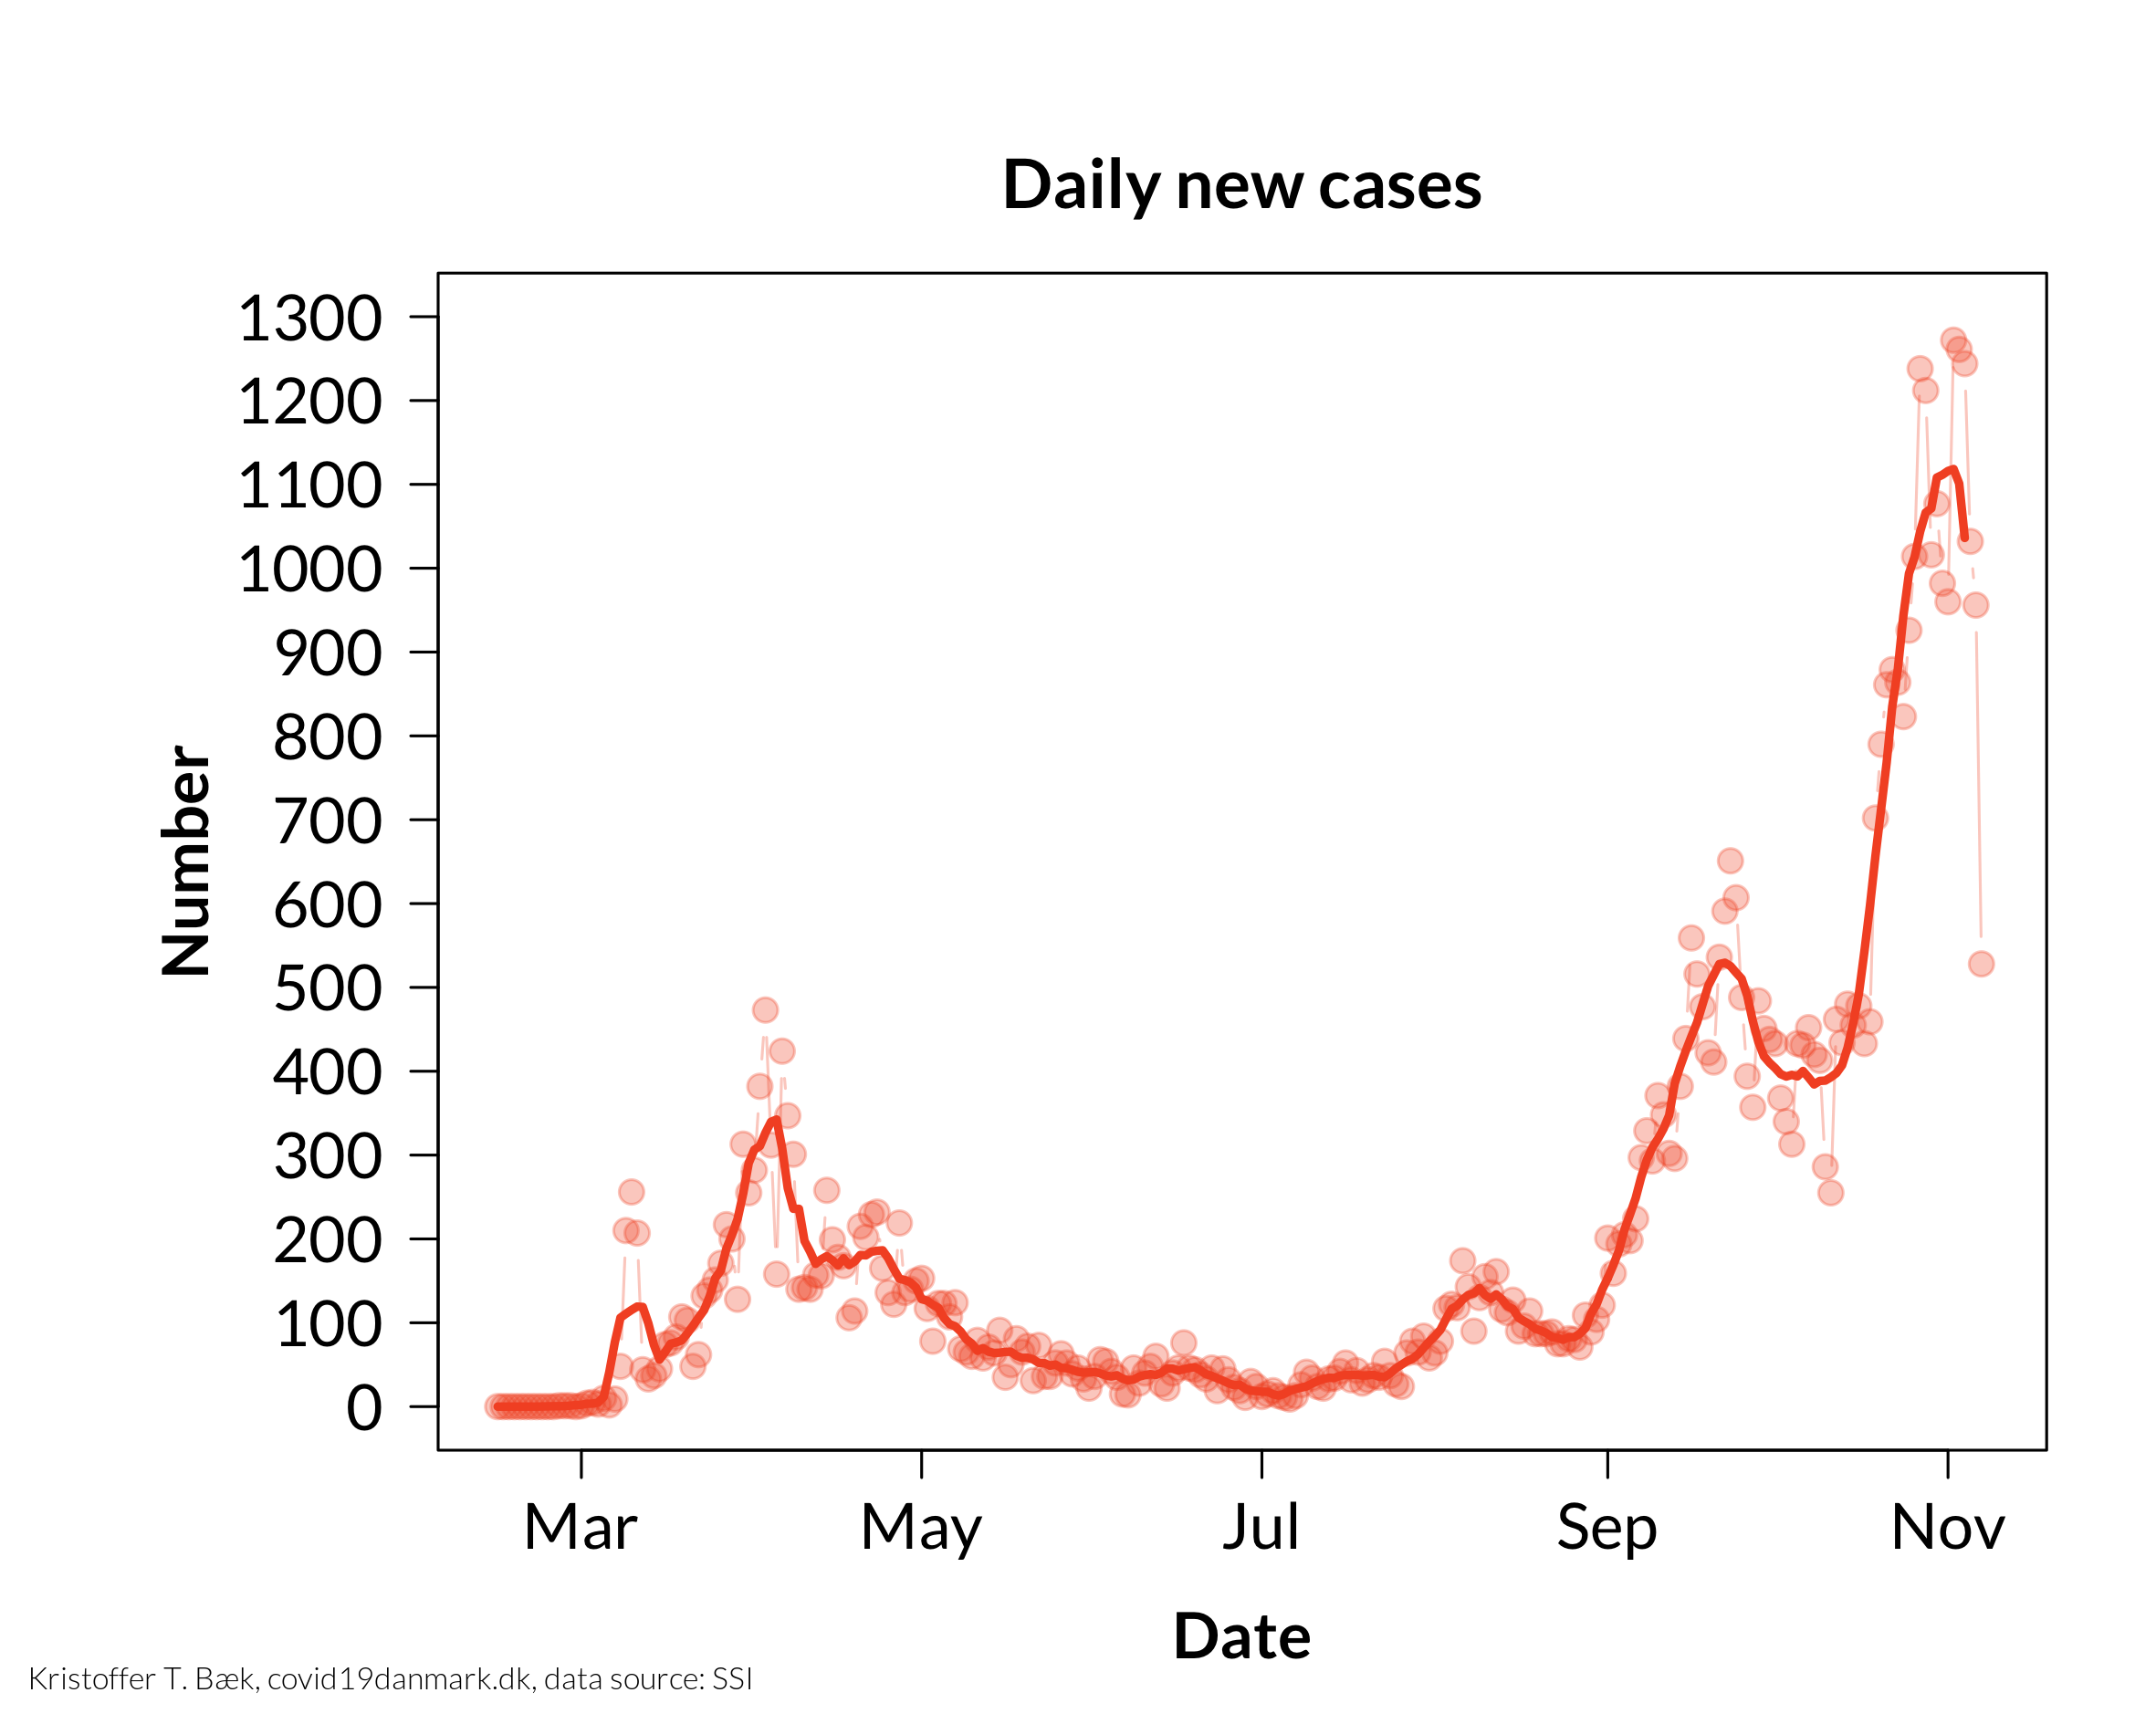 Daily new cases
Number
1300
1200
1100
1000
900
800
700
600
500
400
300
200
100
0
Mar May Jul Sep Nov
Date
Kristoffer T. Bæk, covid19danmark.dk, data source: SSI